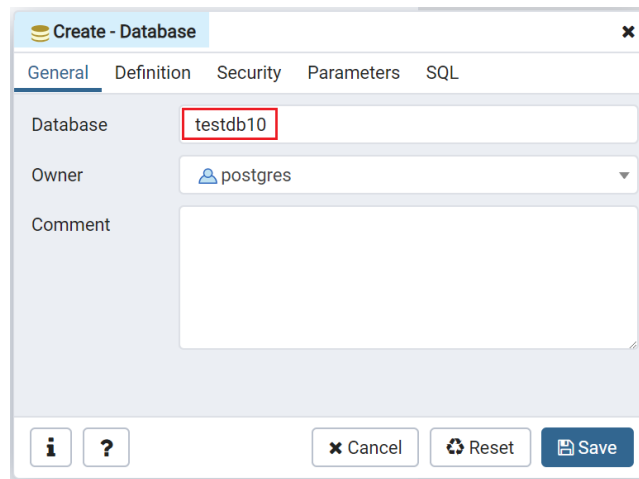 Create - Database
General Definition Security Parameters SQL
Database testdb10
Owner postgres
Comment
i ? Cancel Reset Save